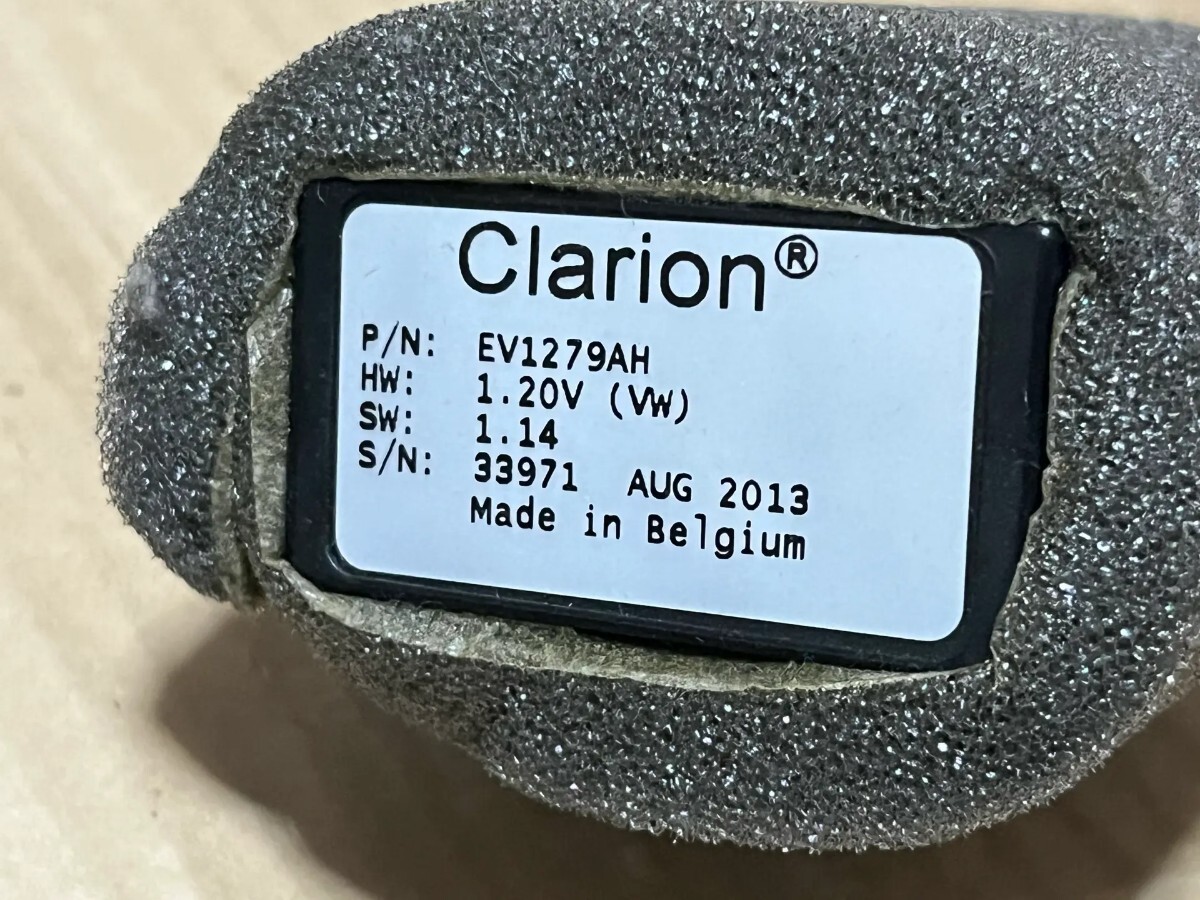 Clarion®
P/N: EV1279AH
HW: 1.20V (VW)
SW: 1.14
S/N: 33971 AUG 2013
Made in Belgium